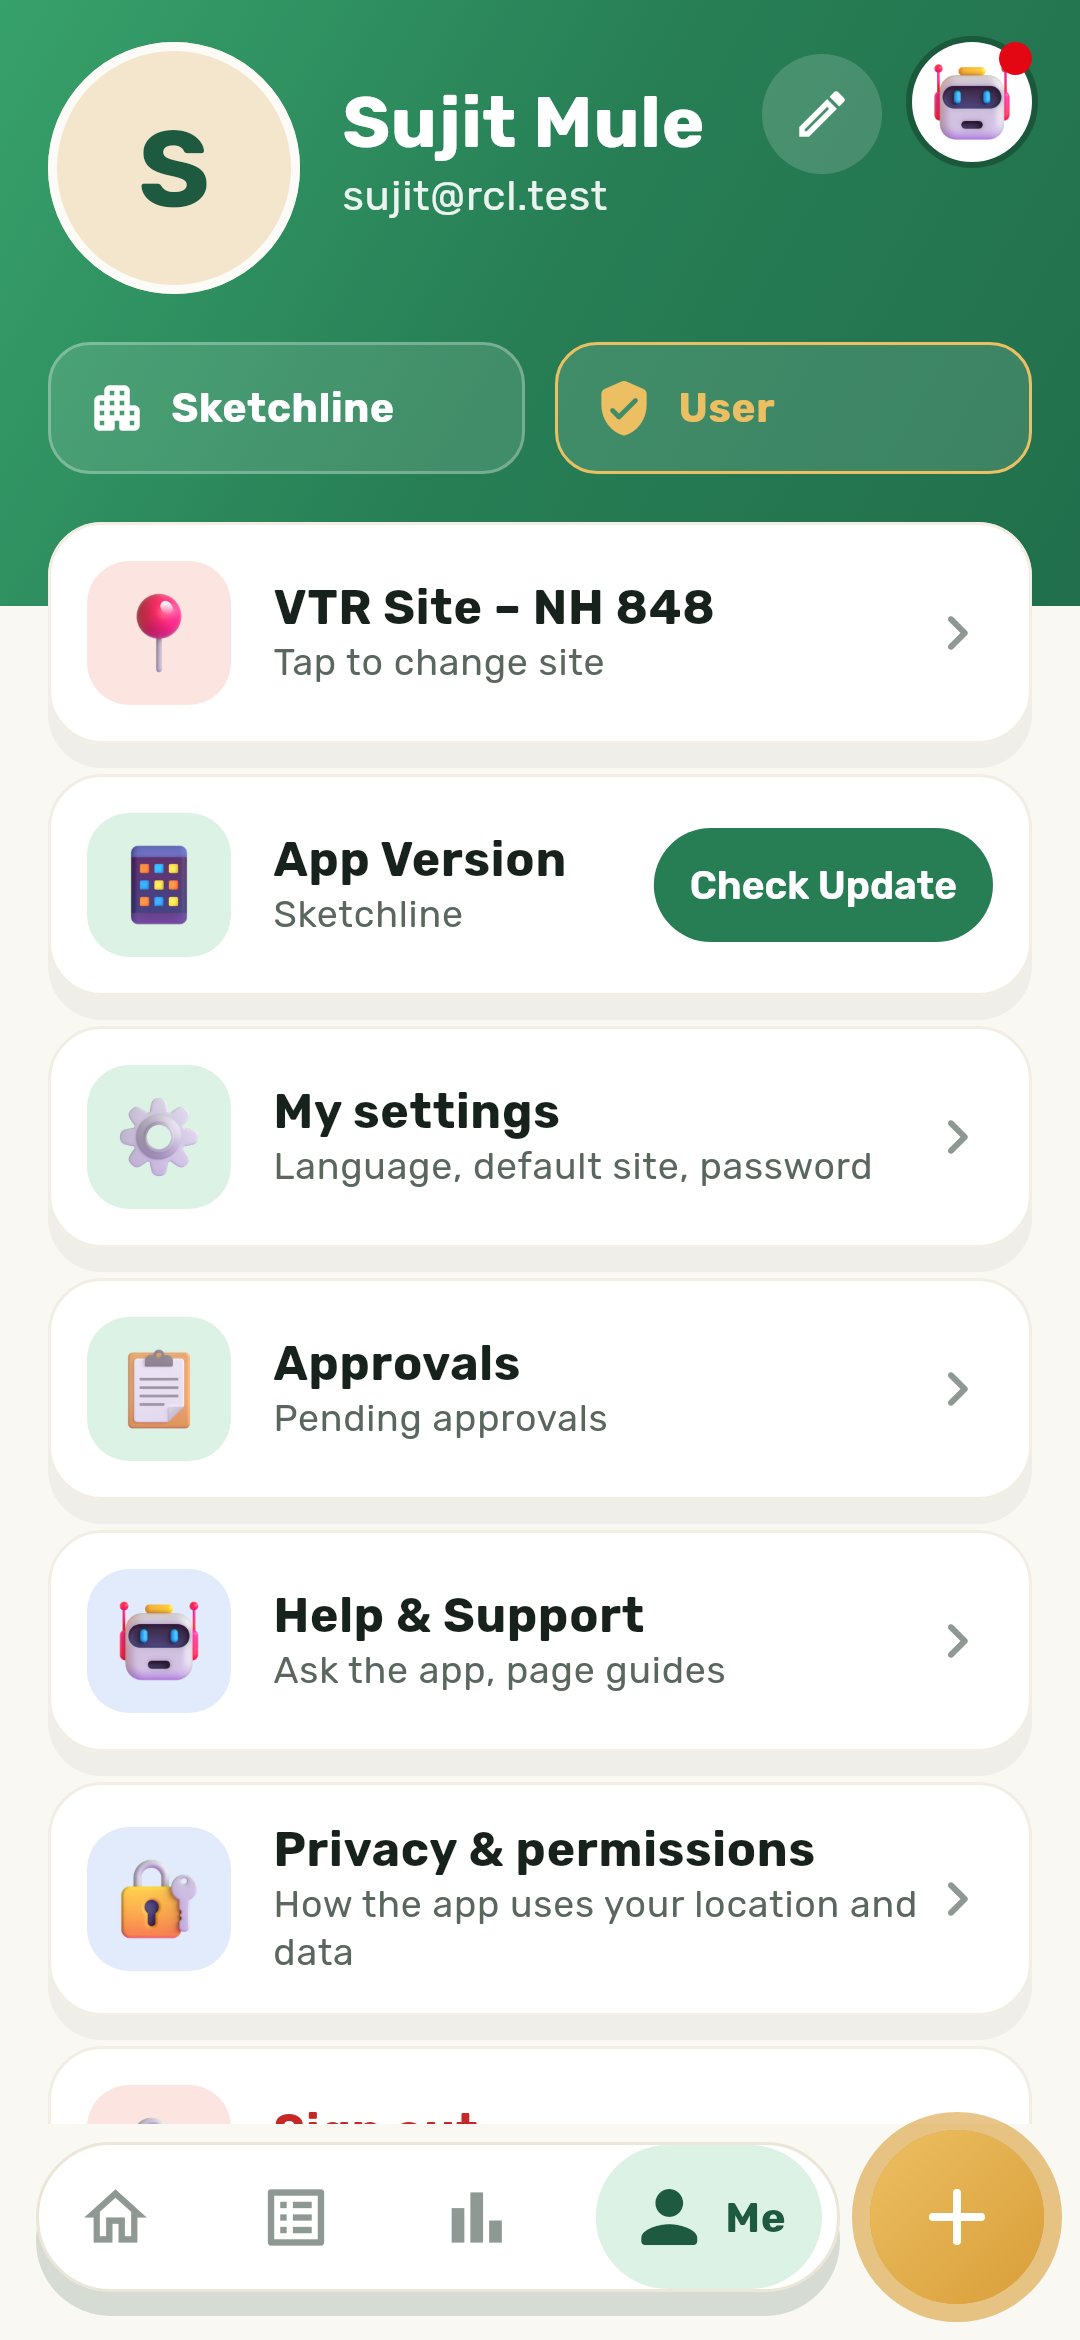 S
Sujit Mule
sujit@rcl.test
Sketchline
User
VTR Site – NH 848
Tap to change site
App Version
Sketchline
Check Update
My settings
Language, default site, password
Approvals
Pending approvals
Help & Support
Ask the app, page guides
Privacy & permissions
How the app uses your location and
data
Sign out
Me